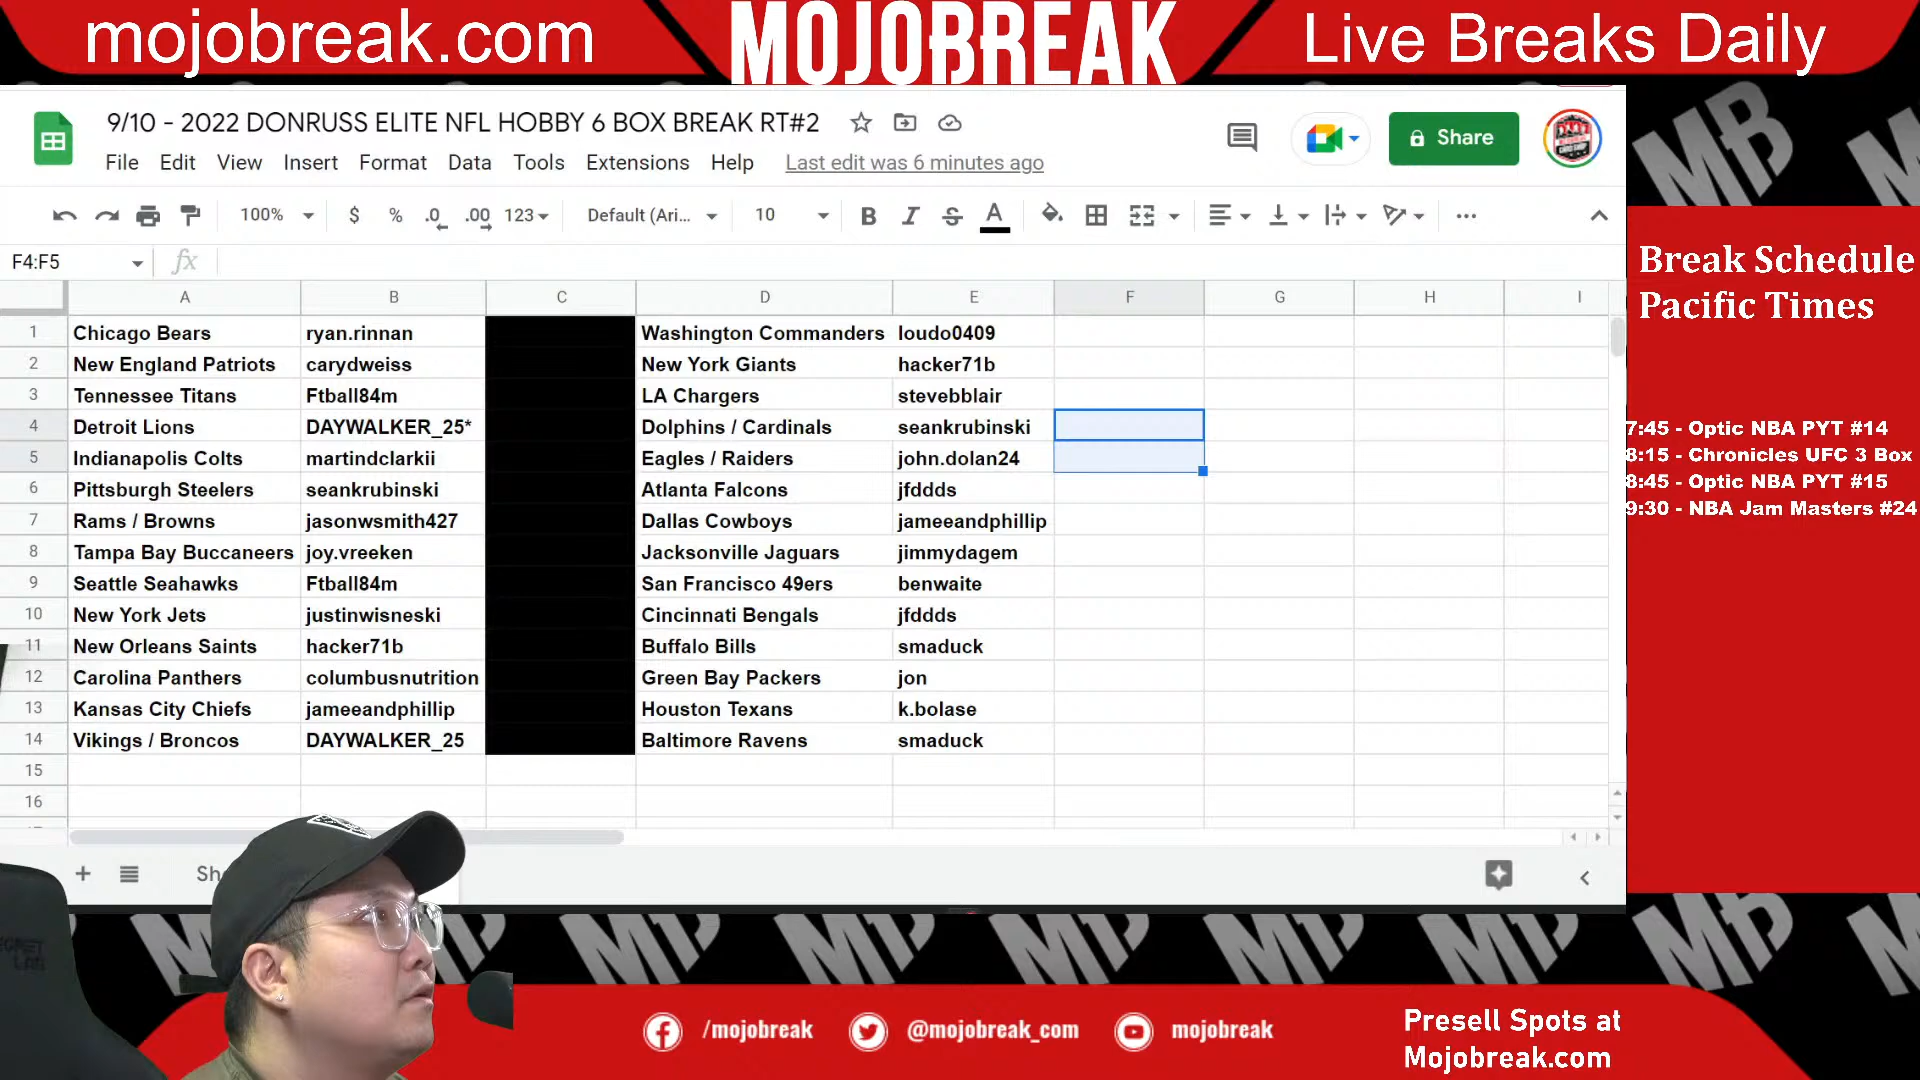 mojobreak.com
MOJOBREAK
Live Breaks Daily
9/10 - 2022 DONRUSS ELITE NFL HOBBY 6 BOX BREAK RT#2
Share
File Edit View Insert Format Data Tools Extensions Help Last edit was 6 minutes ago
100% $ % .0 .00 123 Default (Ari... 10 B I S A
F4:F5 fx
A B C D E F G H I
1 Chicago Bears ryan.rinnan Washington Commanders loudo0409
2 New England Patriots carydweiss New York Giants hacker71b
3 Tennessee Titans Ftball84m LA Chargers stevebblair
4 Detroit Lions DAYWALKER_25* Dolphins / Cardinals seankrubinski
5 Indianapolis Colts martindclarkii Eagles / Raiders john.dolan24
6 Pittsburgh Steelers seankrubinski Atlanta Falcons jfddds
7 Rams / Browns jasonwsmith427 Dallas Cowboys jameeandphillip
8 Tampa Bay Buccaneers joy.vreeken Jacksonville Jaguars jimmydagem
9 Seattle Seahawks Ftball84m San Francisco 49ers benwaite
10 New York Jets justinwisneski Cincinnati Bengals jfddds
11 New Orleans Saints hacker71b Buffalo Bills smaduck
12 Carolina Panthers columbusnutrition Green Bay Packers jon
13 Kansas City Chiefs jameeandphillip Houston Texans k.bolase
14 Vikings / Broncos DAYWALKER_25 Baltimore Ravens smaduck
15
16
Break Schedule
Pacific Times
7:45 - Optic NBA PYT #14
8:15 - Chronicles UFC 3 Box
8:45 - Optic NBA PYT #15
9:30 - NBA Jam Masters #24
MB
/mojobreak @mojobreak_com mojobreak
Presell Spots at
Mojobreak.com